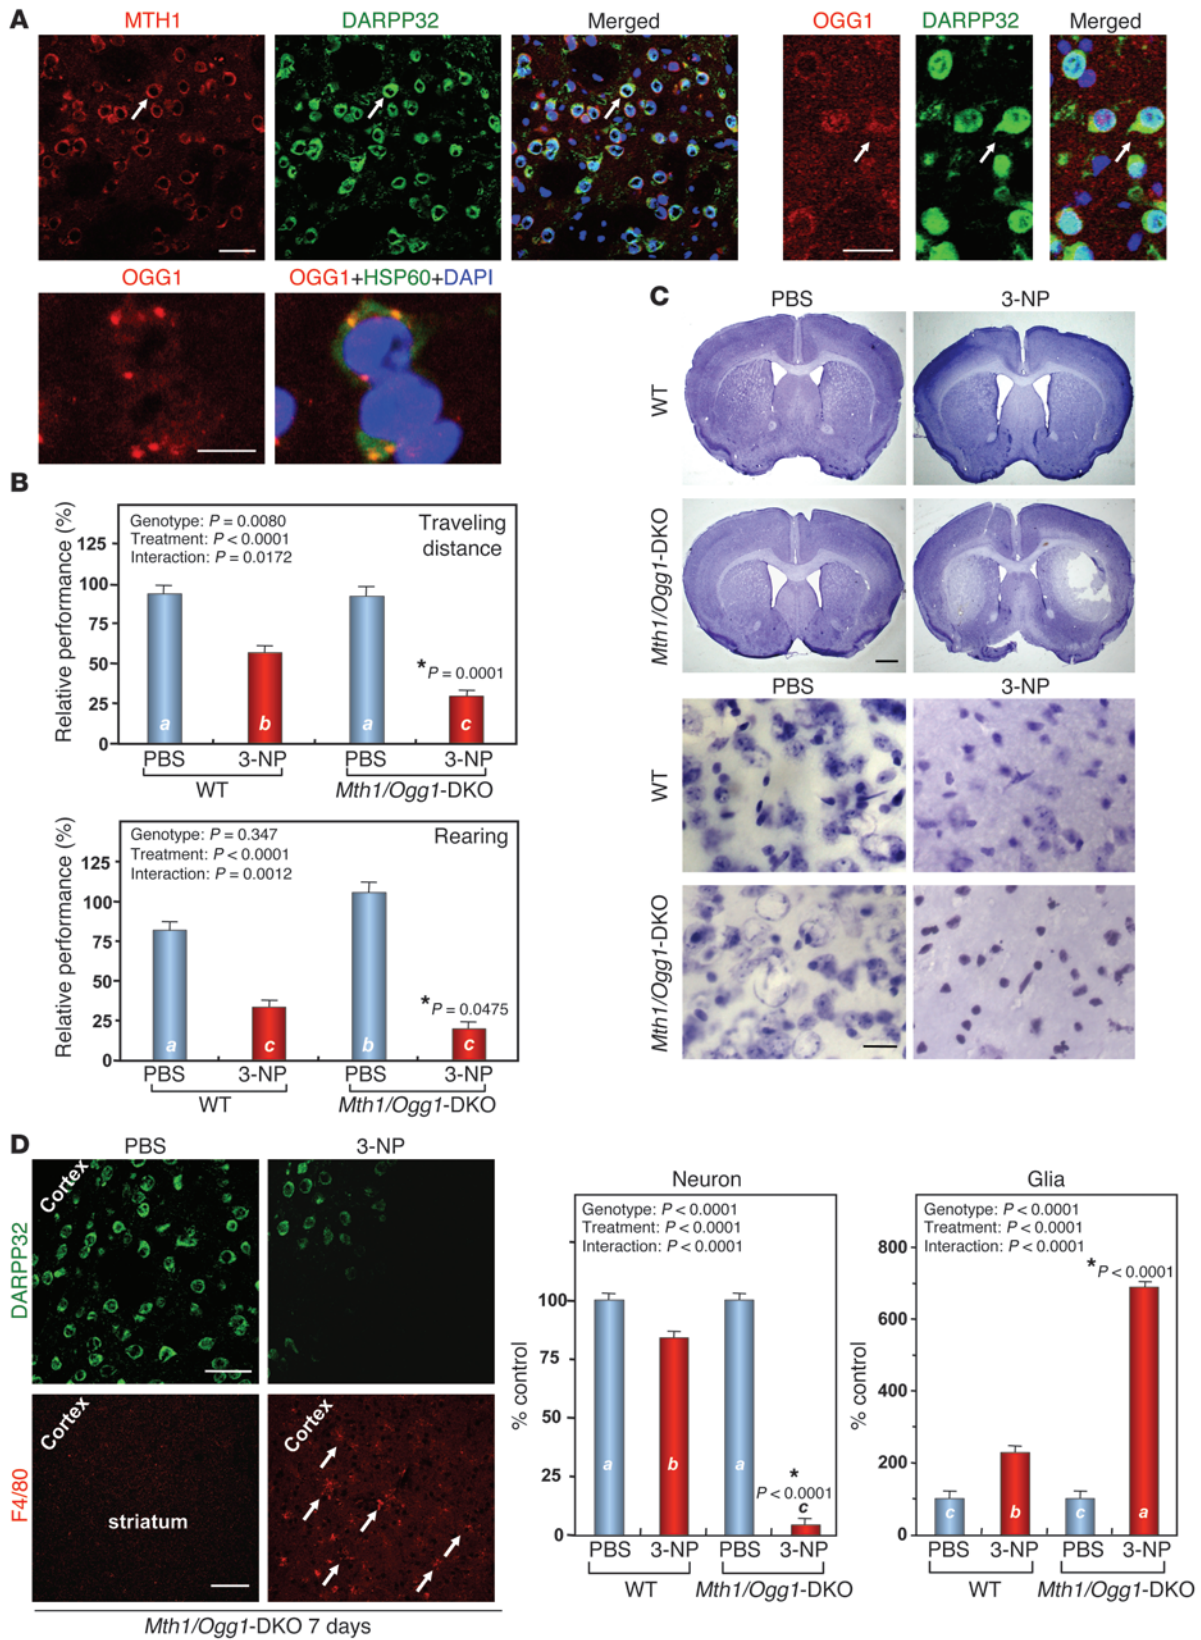 A
MTH1
DARPP32
Merged
OGG1
DARPP32
Merged
OGG1
OGG1+HSP60+DAPI
B
Relative performance (%)
125
100
75
50
25
0
Genotype: P = 0.0080
Treatment: P < 0.0001
Interaction: P = 0.0172
Traveling
distance
* P = 0.0001
a
b
a
c
PBS
3-NP
PBS
3-NP
WT
Mth1/Ogg1-DKO
Relative performance (%)
125
100
75
50
25
0
Genotype: P = 0.347
Treatment: P < 0.0001
Interaction: P = 0.0012
Rearing
* P = 0.0475
a
c
b
c
PBS
3-NP
PBS
3-NP
WT
Mth1/Ogg1-DKO
C
PBS
3-NP
WT
Mth1/Ogg1-DKO
PBS
3-NP
WT
Mth1/Ogg1-DKO
D
PBS
3-NP
DARPP32
Cortex
F4/80
Cortex
striatum
Cortex
Mth1/Ogg1-DKO 7 days
Neuron
Genotype: P < 0.0001
Treatment: P < 0.0001
Interaction: P < 0.0001
% control
100
75
50
25
0
a
b
a
*
P < 0.0001
c
PBS
3-NP
PBS
3-NP
WT
Mth1/Ogg1-DKO
Glia
Genotype: P < 0.0001
Treatment: P < 0.0001
Interaction: P < 0.0001
% control
800
600
400
200
0
* P < 0.0001
c
b
c
a
PBS
3-NP
PBS
3-NP
WT
Mth1/Ogg1-DKO